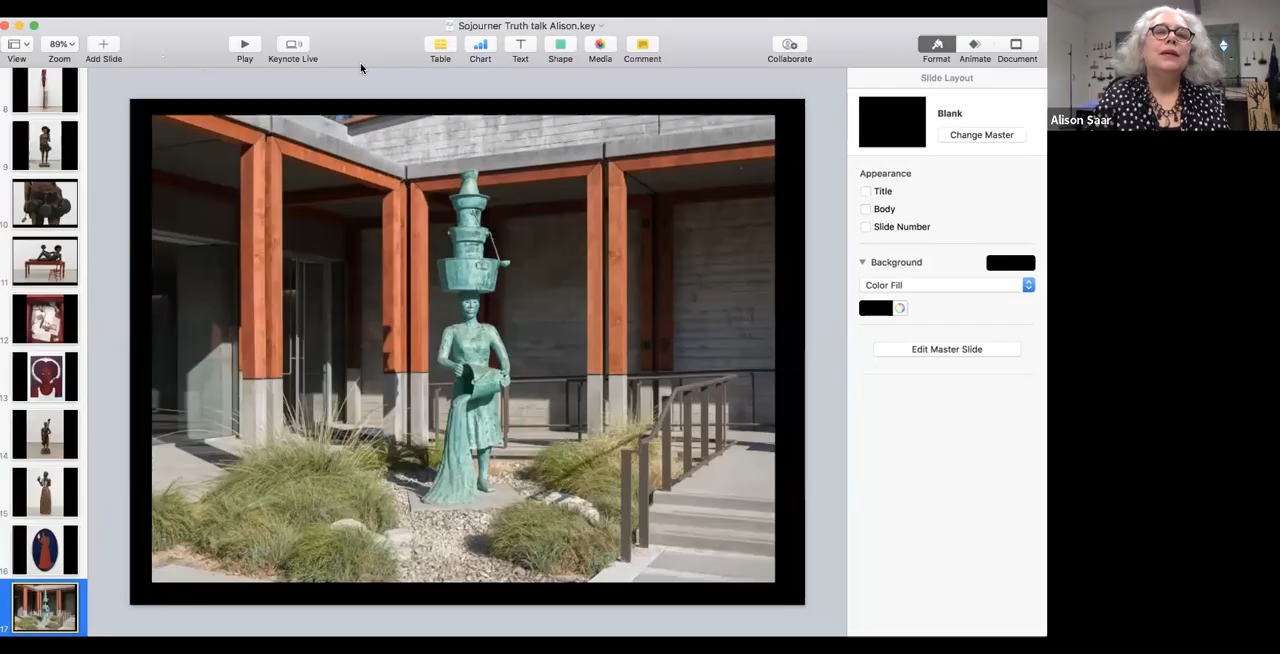 Sojourner Truth talk Alison.key
89%
View Zoom Add Slide Play Keynote Live Table Chart Text Shape Media Comment Collaborate Format Animate Document
Slide Layout
Blank
Change Master
Appearance
Title
Body
Slide Number
Background
Color Fill
Edit Master Slide
8
9
10
11
12
13
14
15
16
17
Alison Saar